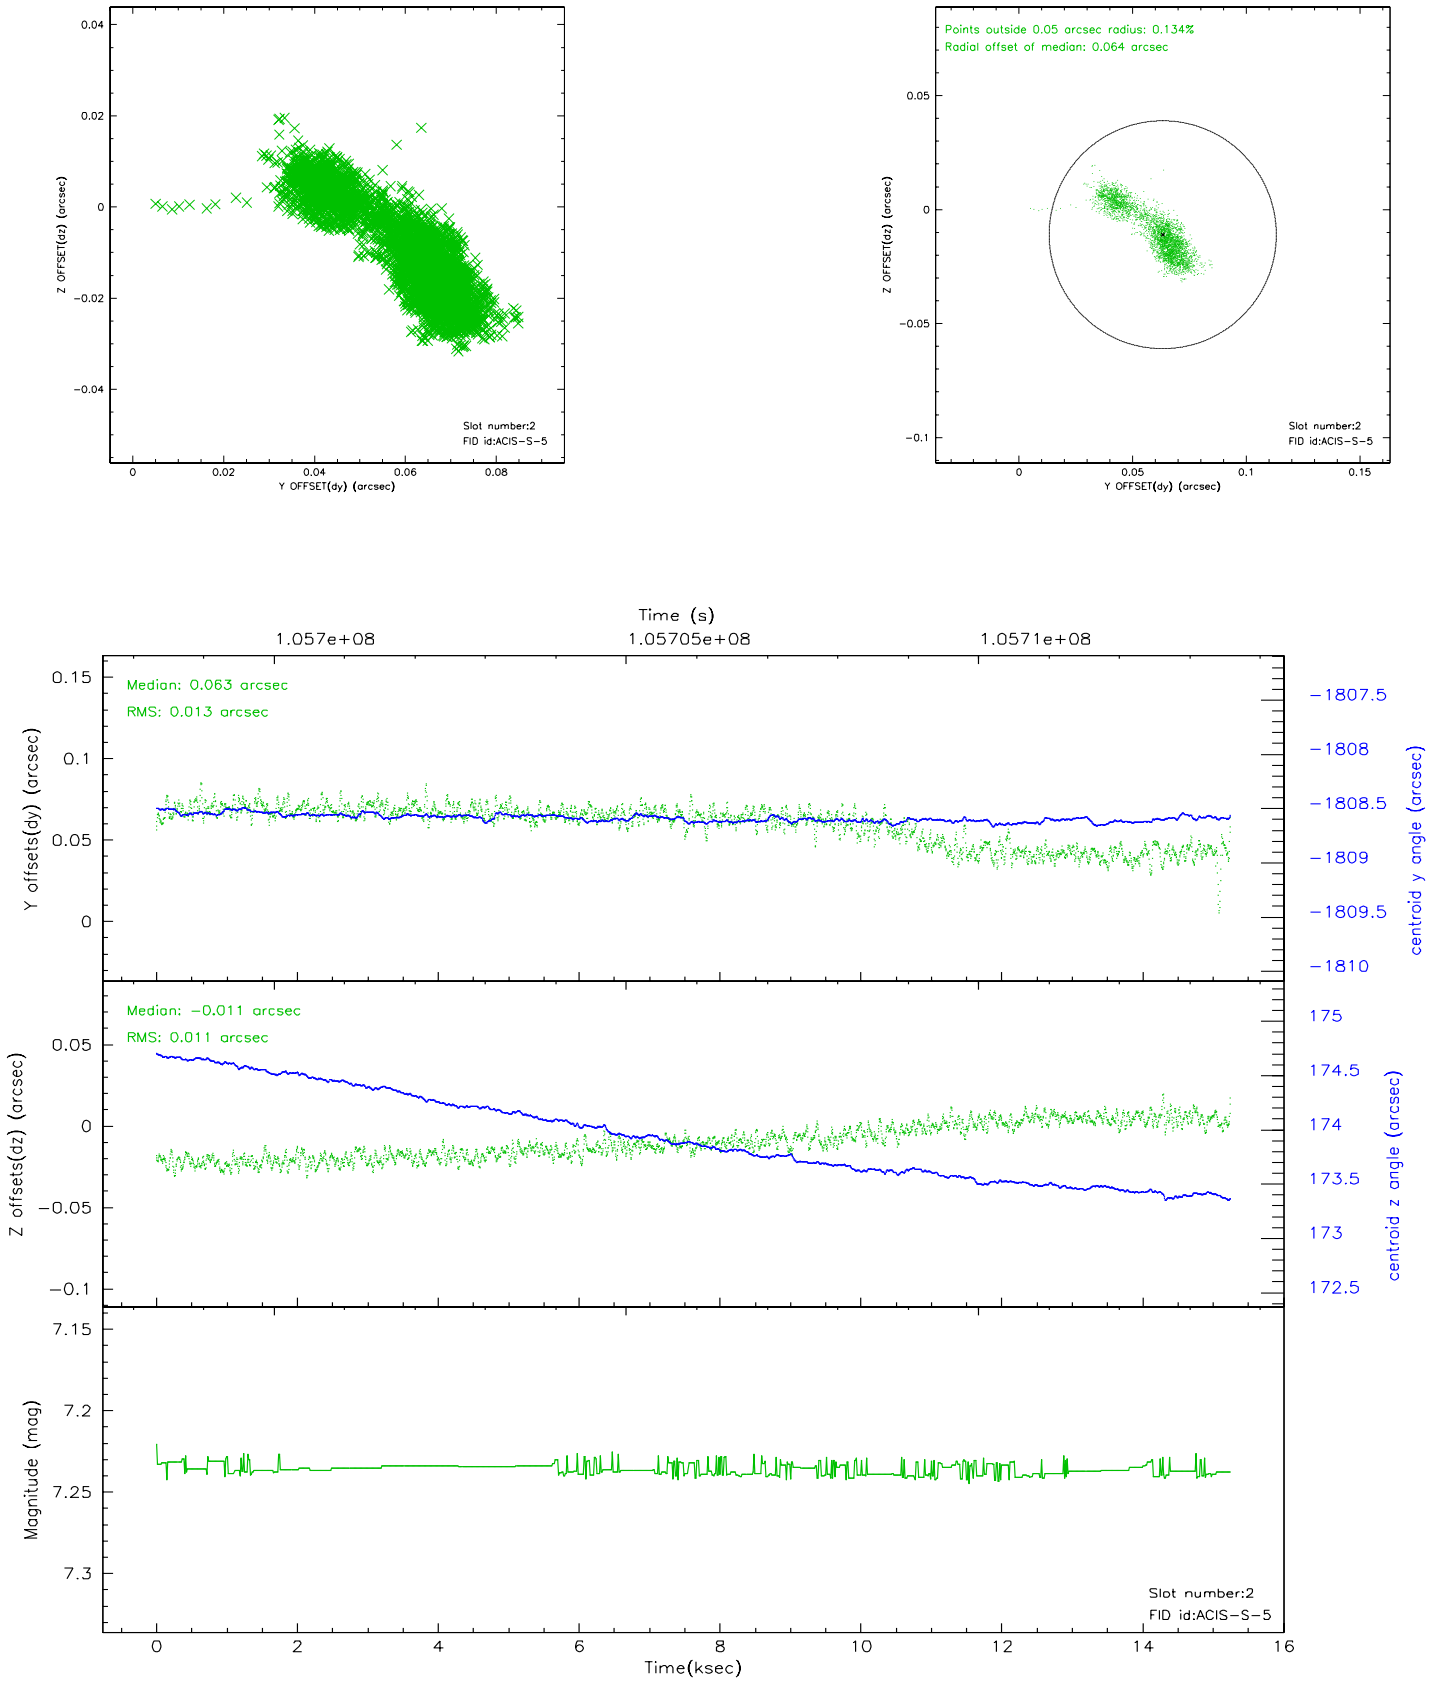 0.04
0.02
0
−0.02
−0.04
Z OFFSET(dz) (arcsec)
Slot number:2
FID id:ACIS−S−5
0
0.02
0.04
0.06
0.08
Y OFFSET(dy) (arcsec)
Points outside 0.05 arcsec radius: 0.134%
Radial offset of median: 0.064 arcsec
0.05
0
−0.05
−0.1
Z OFFSET(dz) (arcsec)
Slot number:2
FID id:ACIS−S−5
0
0.05
0.1
0.15
Y OFFSET(dy) (arcsec)
Time (s)
1.057e+08
1.05705e+08
1.0571e+08
Median: 0.063 arcsec
RMS: 0.013 arcsec
0.15
0.1
0.05
0
Y offsets(dy) (arcsec)
−1807.5
−1808
−1808.5
−1809
−1809.5
−1810
centroid y angle (arcsec)
Median: −0.011 arcsec
RMS: 0.011 arcsec
0.05
0
−0.05
−0.1
Z offsets(dz) (arcsec)
175
174.5
174
173.5
173
172.5
centroid z angle (arcsec)
7.15
7.2
7.25
7.3
Magnitude (mag)
Slot number:2
FID id:ACIS−S−5
0
2
4
6
8
10
12
14
16
Time(ksec)